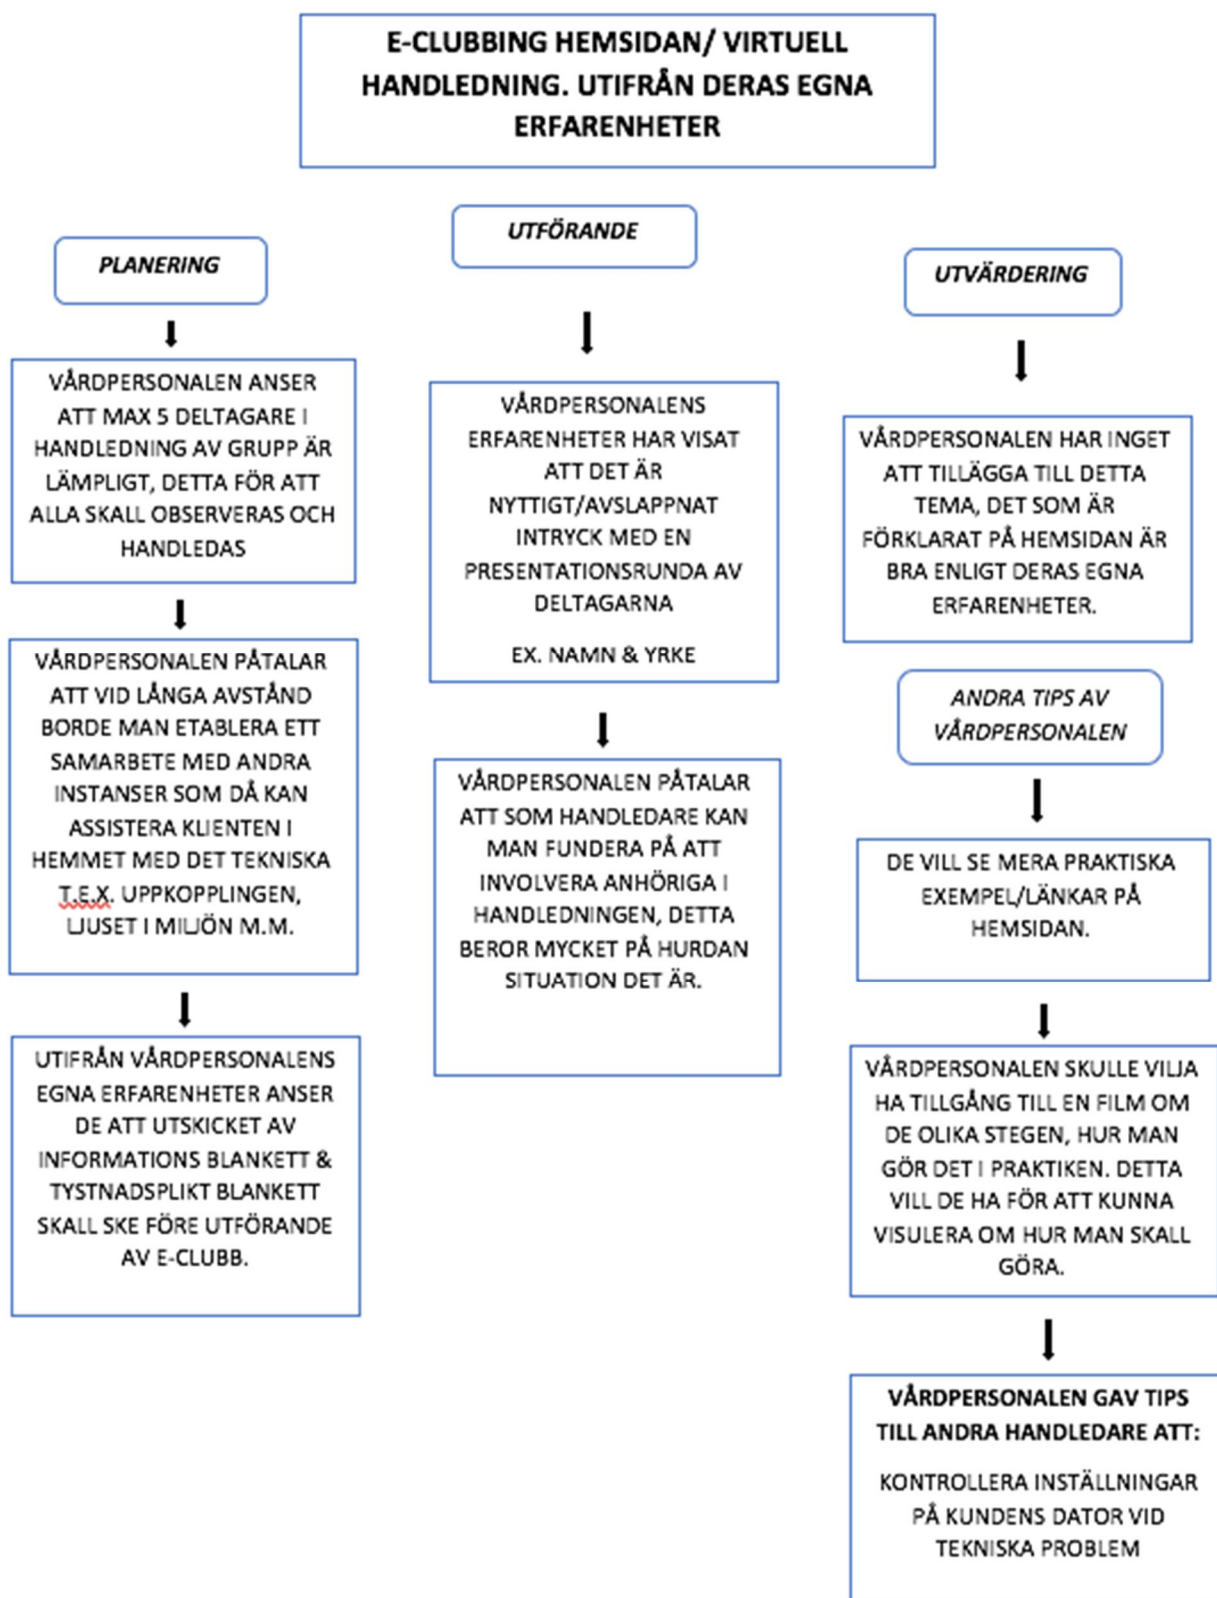 E-CLUBBING HEMSIDAN/ VIRTUELL
HANDLEDNING. UTIFRÅN DERAS EGNA
ERFARENHETER
PLANERING
VÅRDPERSONALEN ANSER
ATT MAX 5 DELTAGARE I
HANDLEDNING AV GRUPP ÄR
LÄMPLIGT, DETTA FÖR ATT
ALLA SKALL OBSERVERAS OCH
HANDLEDAS
VÅRDPERSONALEN PÅTALAR
ATT VID LÅNGA AVSTÅND
BORDE MAN ETABLERA ETT
SAMARBETE MED ANDRA
INSTANSER SOM DÅ KAN
ASSISTERA KLIENTEN I
HEMMET MED DET TEKNISKA
T.E.X. UPPKOPPLINGEN,
LJUSET I MILJÖN M.M.
UTIFRÅN VÅRDPERSONALENS
EGNA ERFARENHETER ANSER
DE ATT UTSKICKET AV
INFORMATIONS BLANKETT &
TYSTNADSPLIKT BLANKETT
SKALL SKE FÖRE UTFÖRANDE
AV E-CLUBB.
UTFÖRANDE
VÅRDPERSONALENS
ERFARENHETER HAR VISAT
ATT DET ÄR
NYTTIGT/AVSLAPPNAT
INTRYCK MED EN
PRESENTATIONSRUNDA AV
DELTAGARNA
EX. NAMN & YRKE
VÅRDPERSONALEN PÅTALAR
ATT SOM HANDLEDARE KAN
MAN FUNDERA PÅ ATT
INVOLVERA ANHÖRIGA I
HANDLEDNINGEN, DETTA
BEROR MYCKET PÅ HURDAN
SITUATION DET ÄR.
UTVÄRDERING
VÅRDPERSONALEN HAR INGET
ATT TILLÄGGA TILL DETTA
TEMA, DET SOM ÄR
FÖRKLARAT PÅ HEMSIDAN ÄR
BRA ENLIGT DERAS EGNA
ERFARENHETER.
ANDRA TIPS AV
VÅRDPERSONALEN
DE VILL SE MERA PRAKTISKA
EXEMPEL/LÄNKAR PÅ
HEMSIDAN.
VÅRDPERSONALEN SKULLE VILJA
HA TILLGÅNG TILL EN FILM OM
DE OLIKA STEGEN, HUR MAN
GÖR DET I PRAKTIKEN. DETTA
VILL DE HA FÖR ATT KUNNA
VISULERA OM HUR MAN SKALL
GÖRA.
VÅRDPERSONALEN GAV TIPS
TILL ANDRA HANDLEDARE ATT:
KONTROLLERA INSTÄLLNINGAR
PÅ KUNDENS DATOR VID
TEKNISKA PROBLEM